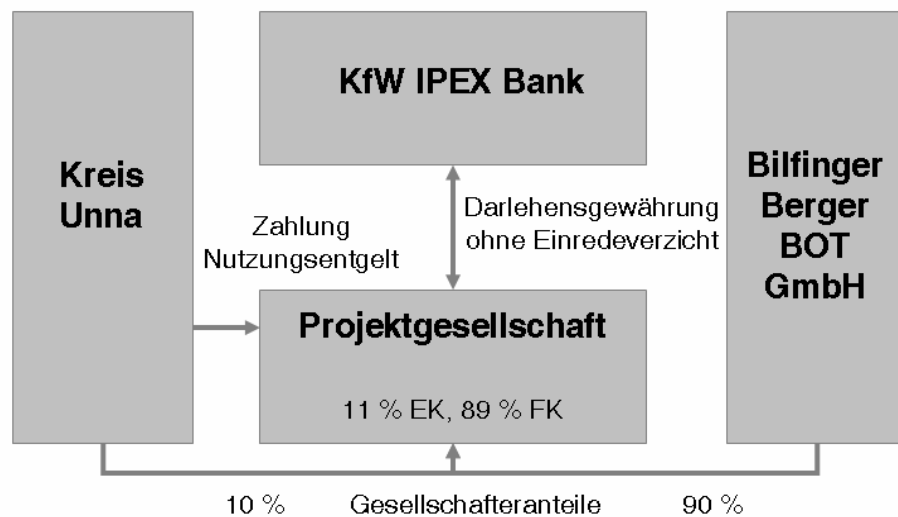 KfW IPEX Bank
Kreis
Unna
Bilfinger
Berger
BOT
GmbH
Zahlung
Nutzungsentgelt
Darlehensgewährung
ohne Einredeverzicht
Projektgesellschaft
11 % EK, 89 % FK
10 % Gesellschafteranteile 90 %